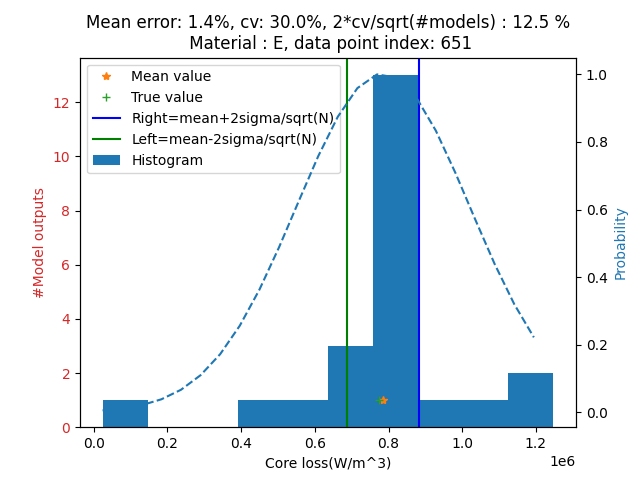 Mean error: 1.4%, cv: 30.0%, 2*cv/sqrt(#models) : 12.5 %
Material : E, data point index: 651
Mean value
True value
Right=mean+2sigma/sqrt(N)
Left=mean-2sigma/sqrt(N)
Histogram
#Model outputs
0
2
4
6
8
10
12
Probability
0.0
0.2
0.4
0.6
0.8
1.0
0.0 0.2 0.4 0.6 0.8 1.0 1.2
1e6
Core loss(W/m^3)